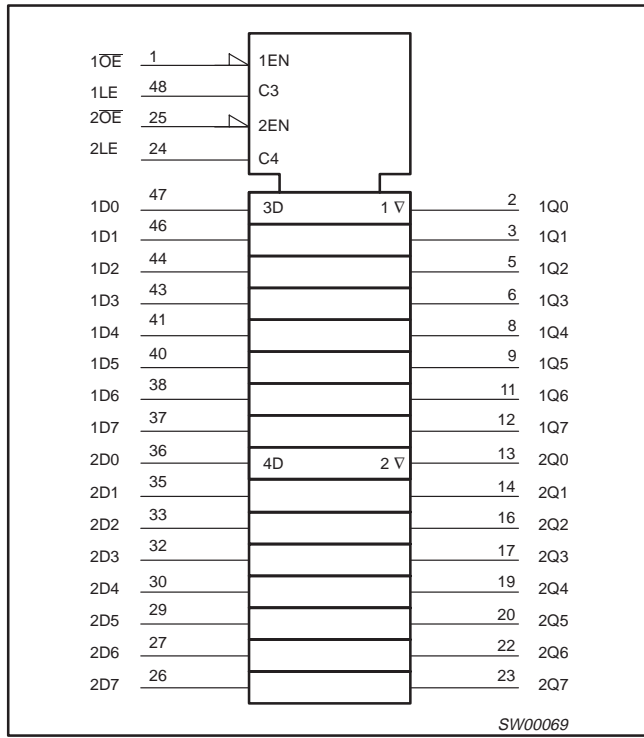 1O̅E̅ 1 1EN
1LE 48 C3
2O̅E̅ 25 2EN
2LE 24 C4
1D0 47 3D 1 ∇ 2 1Q0
1D1 46 3 1Q1
1D2 44 5 1Q2
1D3 43 6 1Q3
1D4 41 8 1Q4
1D5 40 9 1Q5
1D6 38 11 1Q6
1D7 37 12 1Q7
2D0 36 4D 2 ∇ 13 2Q0
2D1 35 14 2Q1
2D2 33 16 2Q2
2D3 32 17 2Q3
2D4 30 19 2Q4
2D5 29 20 2Q5
2D6 27 22 2Q6
2D7 26 23 2Q7
SW00069